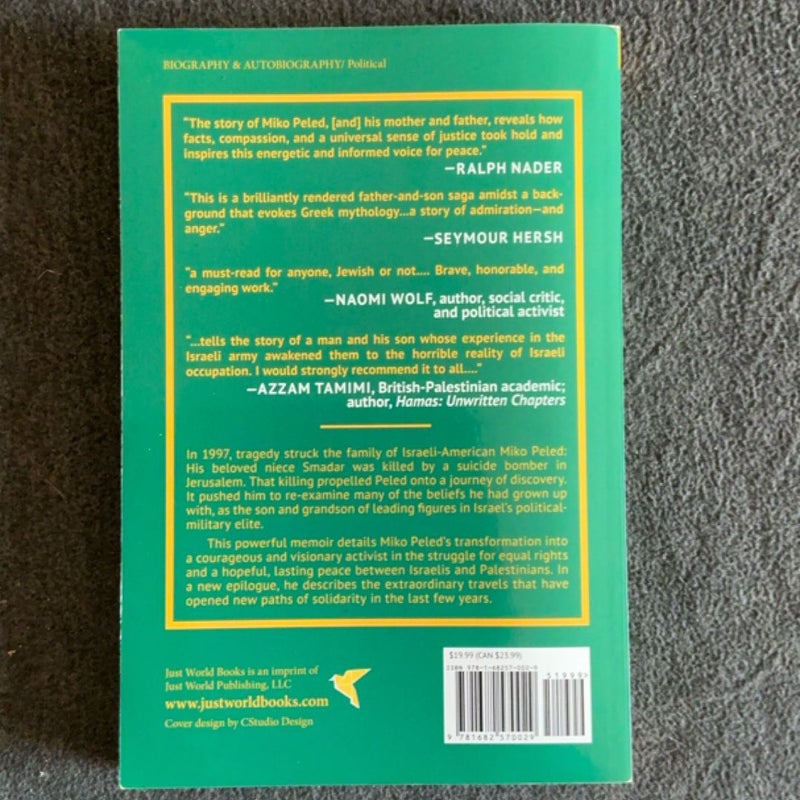 BIOGRAPHY & AUTOBIOGRAPHY/ Political
“The story of Miko Peled, [and] his mother and father, reveals how
facts, compassion, and a universal sense of justice took hold and
inspires this energetic and informed voice for peace.”
—RALPH NADER
“This is a brilliantly rendered father-and-son saga amidst a back-
ground that evokes Greek mythology...a story of admiration—and
anger.”
—SEYMOUR HERSH
“a must-read for anyone, Jewish or not.... Brave, honorable, and
engaging work.”
—NAOMI WOLF, author, social critic,
and political activist
“...tells the story of a man and his son whose experience in the
Israeli army awakened them to the horrible reality of Israeli
occupation. I would strongly recommend it to all....”
—AZZAM TAMIMI, British-Palestinian academic;
author, Hamas: Unwritten Chapters
In 1997, tragedy struck the family of Israeli-American Miko Peled:
His beloved niece Smadar was killed by a suicide bomber in
Jerusalem. That killing propelled Peled onto a journey of discovery.
It pushed him to re-examine many of the beliefs he had grown up
with, as the son and grandson of leading figures in Israel’s political-
military elite.
This powerful memoir details Miko Peled’s transformation into
a courageous and visionary activist in the struggle for equal rights
and a hopeful, lasting peace between Israelis and Palestinians. In
a new epilogue, he describes the extraordinary travels that have
opened new paths of solidarity in the last few years.
Just World Books is an imprint of
Just World Publishing, LLC
www.justworldbooks.com
Cover design by CStudio Design
$19.99 (CAN $23.99)
ISBN 978-1-68257-002-9
51999>
9 781682 570029